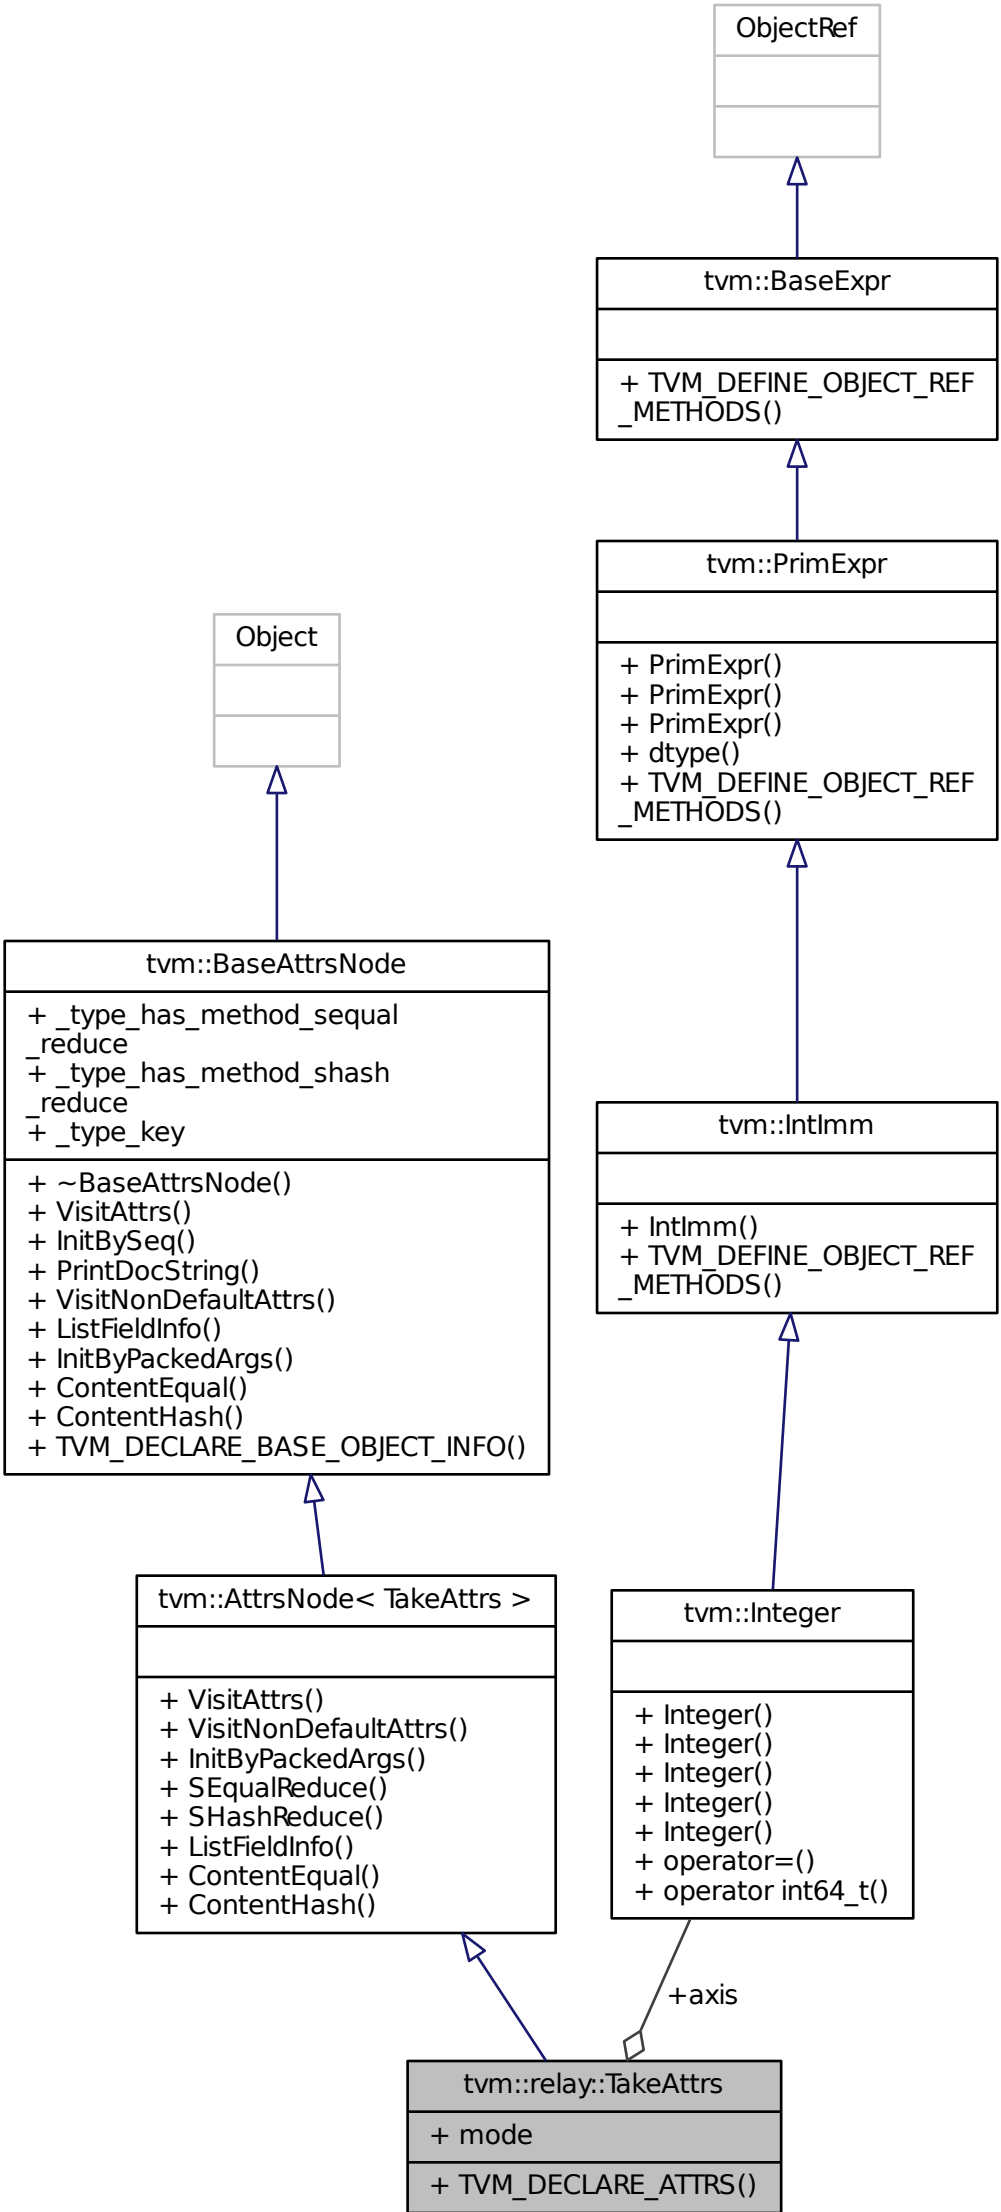 ObjectRef
tvm::BaseExpr
+ TVM_DEFINE_OBJECT_REF
_METHODS()
tvm::PrimExpr
+ PrimExpr()
+ PrimExpr()
+ PrimExpr()
+ dtype()
+ TVM_DEFINE_OBJECT_REF
_METHODS()
Object
tvm::BaseAttrsNode
+ _type_has_method_sequal
_reduce
+ _type_has_method_shash
_reduce
+ _type_key
+ ~BaseAttrsNode()
+ VisitAttrs()
+ InitBySeq()
+ PrintDocString()
+ VisitNonDefaultAttrs()
+ ListFieldInfo()
+ InitByPackedArgs()
+ ContentEqual()
+ ContentHash()
+ TVM_DECLARE_BASE_OBJECT_INFO()
tvm::IntImm
+ IntImm()
+ TVM_DEFINE_OBJECT_REF
_METHODS()
tvm::AttrsNode< TakeAttrs >
+ VisitAttrs()
+ VisitNonDefaultAttrs()
+ InitByPackedArgs()
+ SEqualReduce()
+ SHashReduce()
+ ListFieldInfo()
+ ContentEqual()
+ ContentHash()
tvm::Integer
+ Integer()
+ Integer()
+ Integer()
+ Integer()
+ Integer()
+ operator=()
+ operator int64_t()
+axis
tvm::relay::TakeAttrs
+ mode
+ TVM_DECLARE_ATTRS()